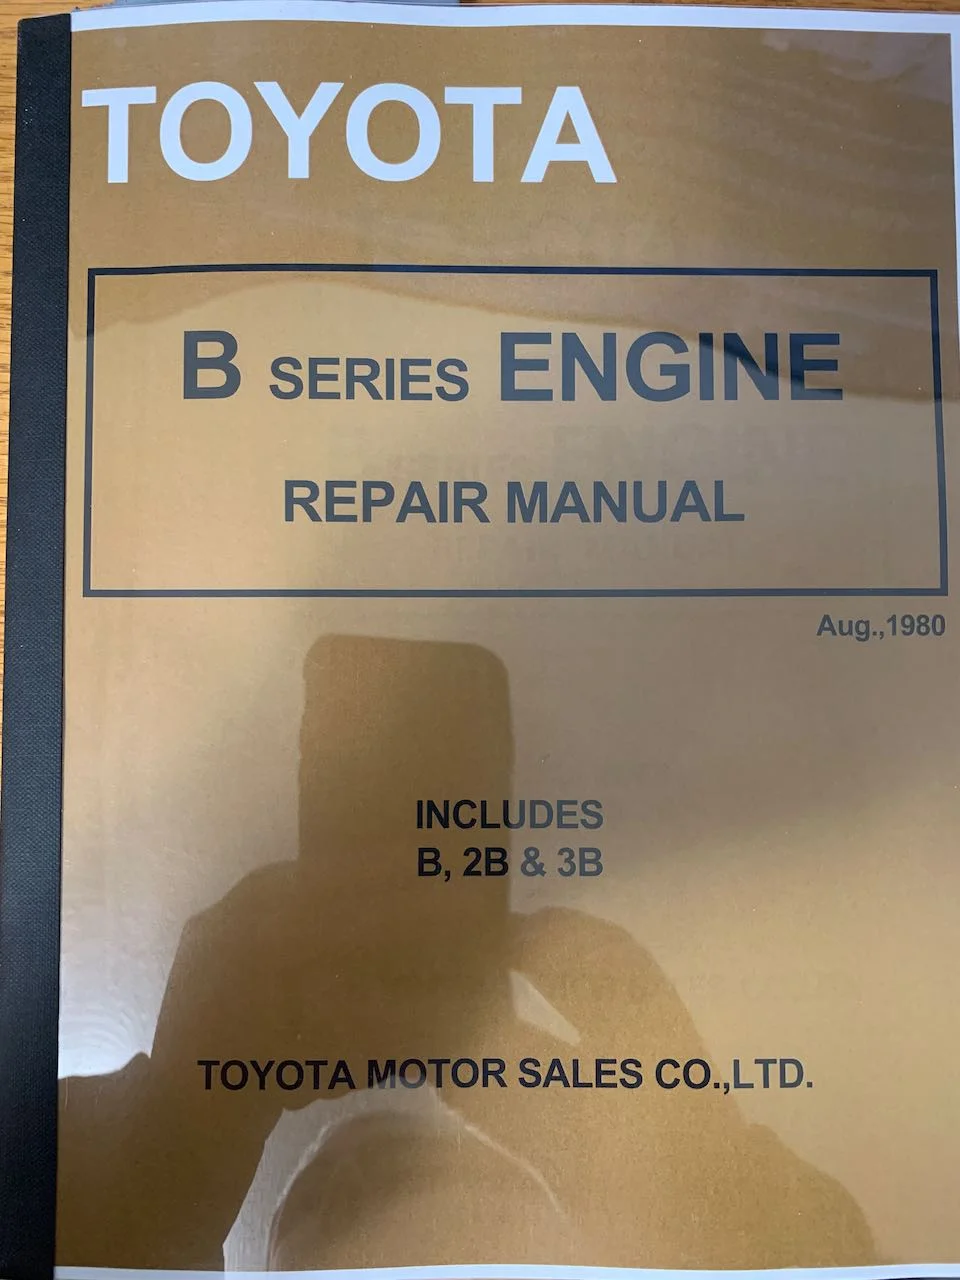 TOYOTA
B SERIES ENGINE
REPAIR MANUAL
Aug.,1980
INCLUDES
B, 2B & 3B
TOYOTA MOTOR SALES CO.,LTD.